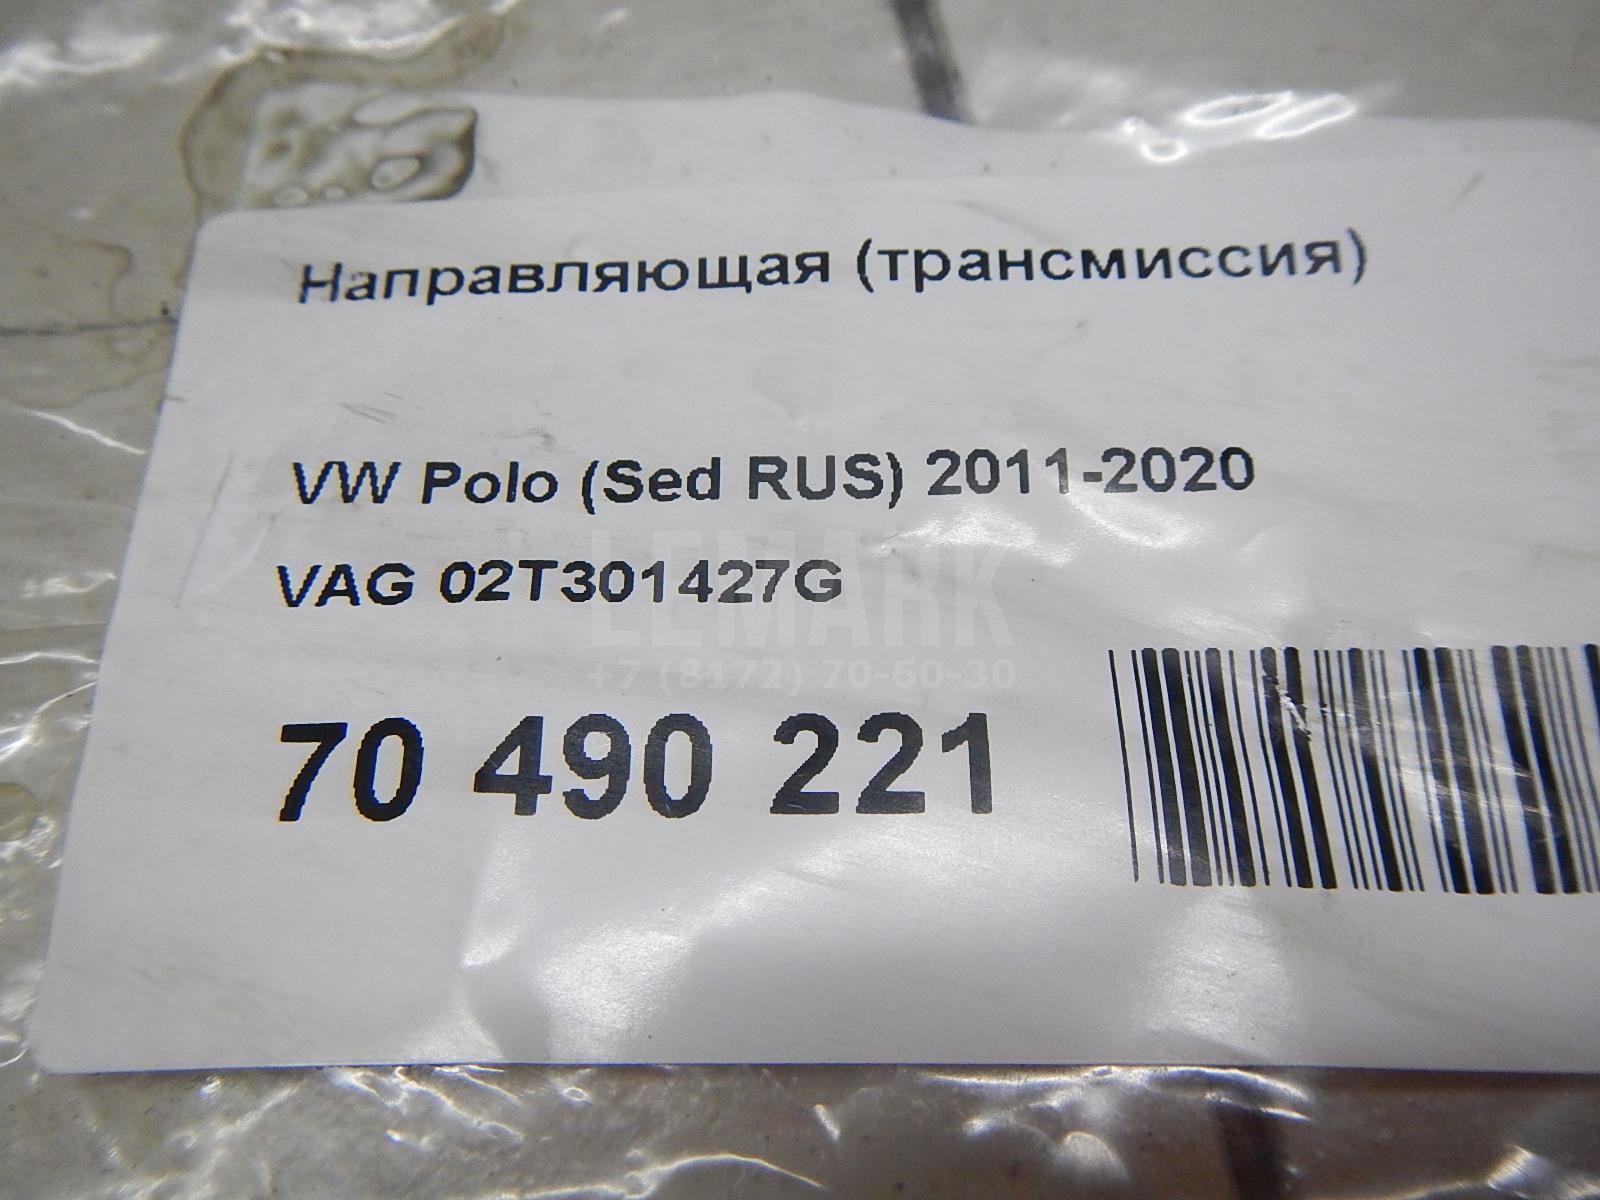 Направляющая (трансмиссия)
VW Polo (Sed RUS) 2011-2020
VAG 02T301427G
LEMARK
+7 (8172) 70-60-30
70 490 221